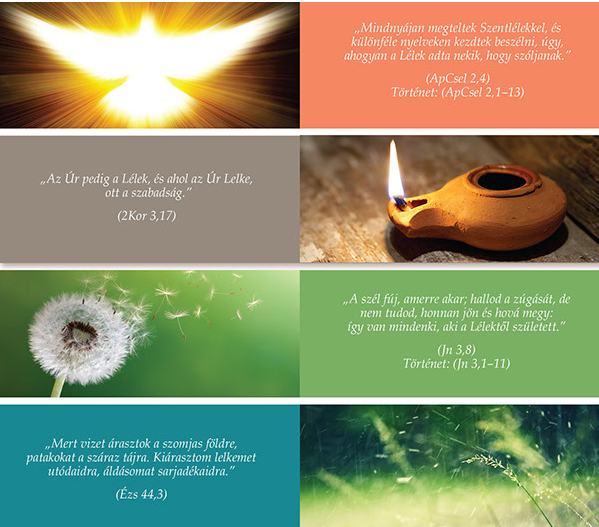 „Mindnyájan megteltek Szentlélekkel, és
különféle nyelveken kezdtek beszélni, úgy,
ahogyan a Lélek adta nekik, hogy szóljanak.”
(ApCsel 2,4)
Történet: (ApCsel 2,1–13)
„Az Úr pedig a Lélek, és ahol az Úr Lelke,
ott a szabadság.”
(2Kor 3,17)
„A szél fúj, amerre akar; hallod a zúgását, de
nem tudod, honnan jön és hová megy:
így van mindenki, aki a Lélektől született.”
(Jn 3,8)
Történet: (Jn 3,1–11)
„Mert vizet árasztok a szomjas földre,
patakokat a száraz tájra. Kiárasztom lelkemet
utódaidra, áldásomat sarjadékaidra.”
(Ézs 44,3)